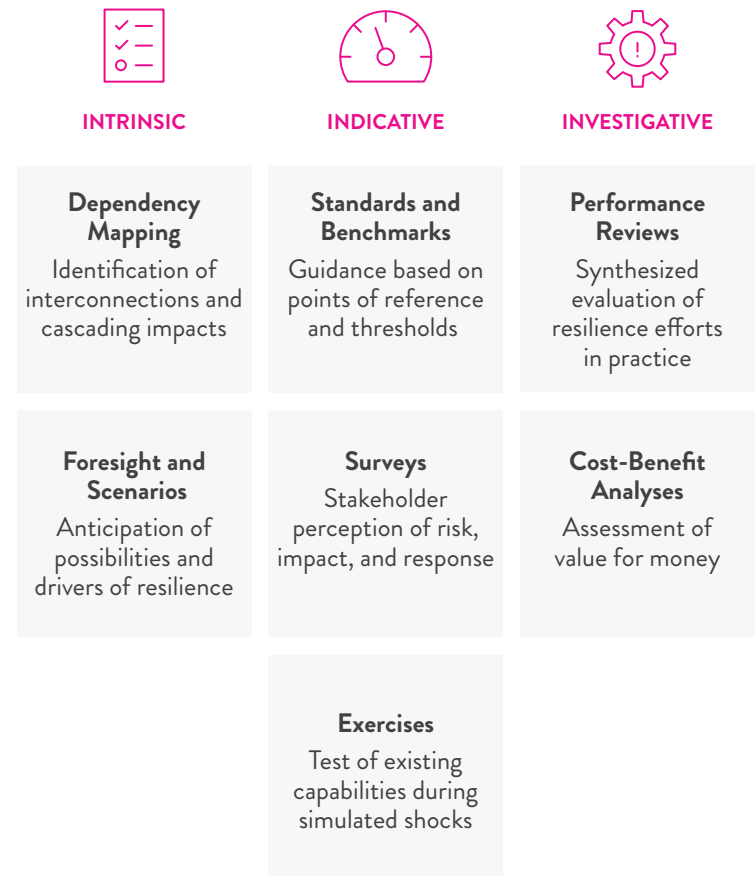 INTRINSIC
INDICATIVE
INVESTIGATIVE
Dependency
Mapping
Identification of
interconnections and
cascading impacts
Standards and
Benchmarks
Guidance based on
points of reference
and thresholds
Performance
Reviews
Synthesized
evaluation of
resilience efforts
in practice
Foresight and
Scenarios
Anticipation of
possibilities and
drivers of resilience
Surveys
Stakeholder
perception of risk,
impact, and response
Cost-Benefit
Analyses
Assessment of
value for money
Exercises
Test of existing
capabilities during
simulated shocks